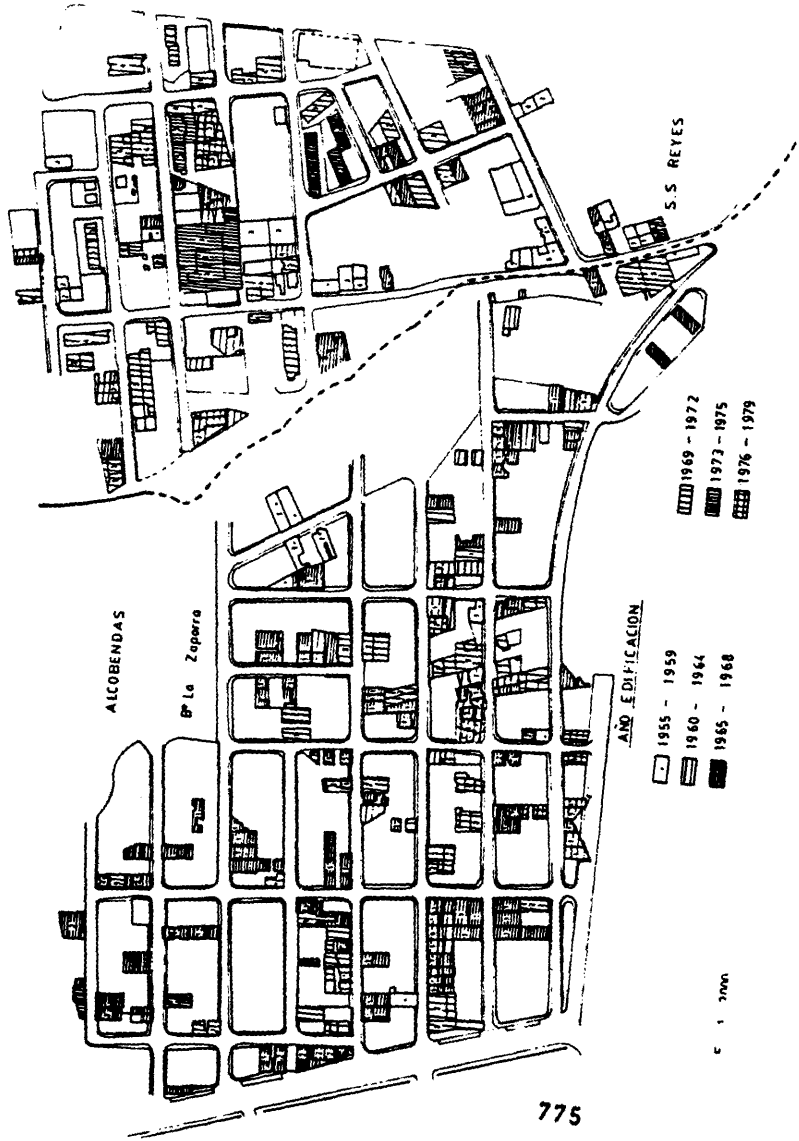 ALCOBENDAS
Bº La Zaporra
S.S REYES
AÑO EDIFICACION
1955 - 1959
1960 - 1964
1965 - 1968
1969 - 1972
1973 - 1975
1976 - 1979
775